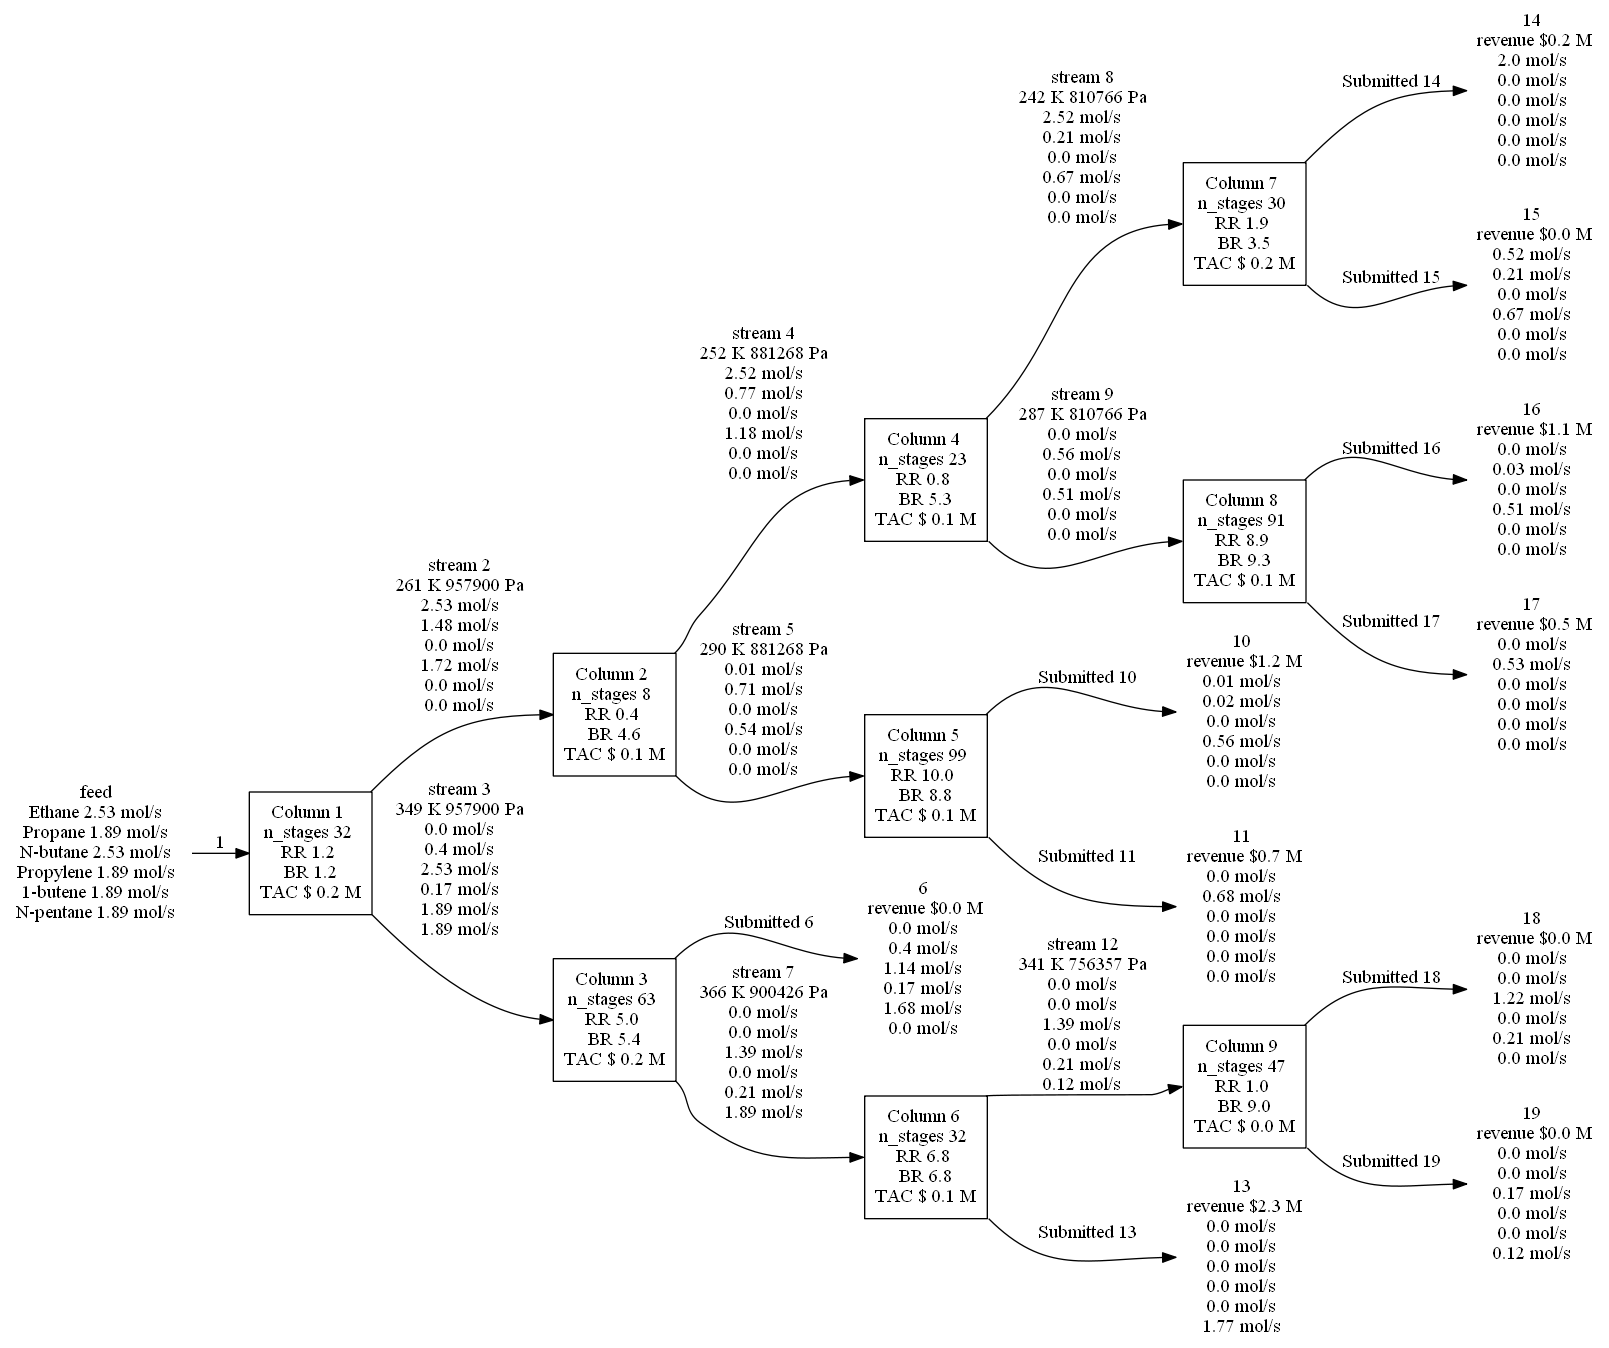 feed
Ethane 2.53 mol/s
Propane 1.89 mol/s
N-butane 2.53 mol/s
Propylene 1.89 mol/s
1-butene 1.89 mol/s
N-pentane 1.89 mol/s
1
Column 1
n_stages 32
RR 1.2
BR 1.2
TAC $ 0.2 M
stream 2
261 K 957900 Pa
2.53 mol/s
1.48 mol/s
0.0 mol/s
1.72 mol/s
0.0 mol/s
0.0 mol/s
stream 3
349 K 957900 Pa
0.0 mol/s
0.4 mol/s
2.53 mol/s
0.17 mol/s
1.89 mol/s
1.89 mol/s
Column 2
n_stages 8
RR 0.4
BR 4.6
TAC $ 0.1 M
Column 3
n_stages 63
RR 5.0
BR 5.4
TAC $ 0.2 M
stream 4
252 K 881268 Pa
2.52 mol/s
0.77 mol/s
0.0 mol/s
1.18 mol/s
0.0 mol/s
0.0 mol/s
stream 5
290 K 881268 Pa
0.01 mol/s
0.71 mol/s
0.0 mol/s
0.54 mol/s
0.0 mol/s
0.0 mol/s
Submitted 6
6
revenue $0.0 M
0.0 mol/s
0.4 mol/s
1.14 mol/s
0.17 mol/s
1.68 mol/s
0.0 mol/s
stream 7
366 K 900426 Pa
0.0 mol/s
0.0 mol/s
1.39 mol/s
0.0 mol/s
0.21 mol/s
1.89 mol/s
Column 4
n_stages 23
RR 0.8
BR 5.3
TAC $ 0.1 M
Column 5
n_stages 99
RR 10.0
BR 8.8
TAC $ 0.1 M
Column 6
n_stages 32
RR 6.8
BR 6.8
TAC $ 0.1 M
stream 8
242 K 810766 Pa
2.52 mol/s
0.21 mol/s
0.0 mol/s
0.67 mol/s
0.0 mol/s
0.0 mol/s
stream 9
287 K 810766 Pa
0.0 mol/s
0.56 mol/s
0.0 mol/s
0.51 mol/s
0.0 mol/s
0.0 mol/s
Submitted 10
10
revenue $1.2 M
0.01 mol/s
0.02 mol/s
0.0 mol/s
0.56 mol/s
0.0 mol/s
0.0 mol/s
Submitted 11
11
revenue $0.7 M
0.0 mol/s
0.68 mol/s
0.0 mol/s
0.0 mol/s
0.0 mol/s
0.0 mol/s
stream 12
341 K 756357 Pa
0.0 mol/s
0.0 mol/s
1.39 mol/s
0.0 mol/s
0.21 mol/s
0.12 mol/s
Submitted 13
13
revenue $2.3 M
0.0 mol/s
0.0 mol/s
0.0 mol/s
0.0 mol/s
0.0 mol/s
1.77 mol/s
Column 7
n_stages 30
RR 1.9
BR 3.5
TAC $ 0.2 M
Column 8
n_stages 91
RR 8.9
BR 9.3
TAC $ 0.1 M
Column 9
n_stages 47
RR 1.0
BR 9.0
TAC $ 0.0 M
Submitted 14
14
revenue $0.2 M
2.0 mol/s
0.0 mol/s
0.0 mol/s
0.0 mol/s
0.0 mol/s
0.0 mol/s
Submitted 15
15
revenue $0.0 M
0.52 mol/s
0.21 mol/s
0.0 mol/s
0.67 mol/s
0.0 mol/s
0.0 mol/s
Submitted 16
16
revenue $1.1 M
0.0 mol/s
0.03 mol/s
0.0 mol/s
0.51 mol/s
0.0 mol/s
0.0 mol/s
Submitted 17
17
revenue $0.5 M
0.0 mol/s
0.53 mol/s
0.0 mol/s
0.0 mol/s
0.0 mol/s
0.0 mol/s
Submitted 18
18
revenue $0.0 M
0.0 mol/s
0.0 mol/s
1.22 mol/s
0.0 mol/s
0.21 mol/s
0.0 mol/s
Submitted 19
19
revenue $0.0 M
0.0 mol/s
0.0 mol/s
0.17 mol/s
0.0 mol/s
0.0 mol/s
0.12 mol/s